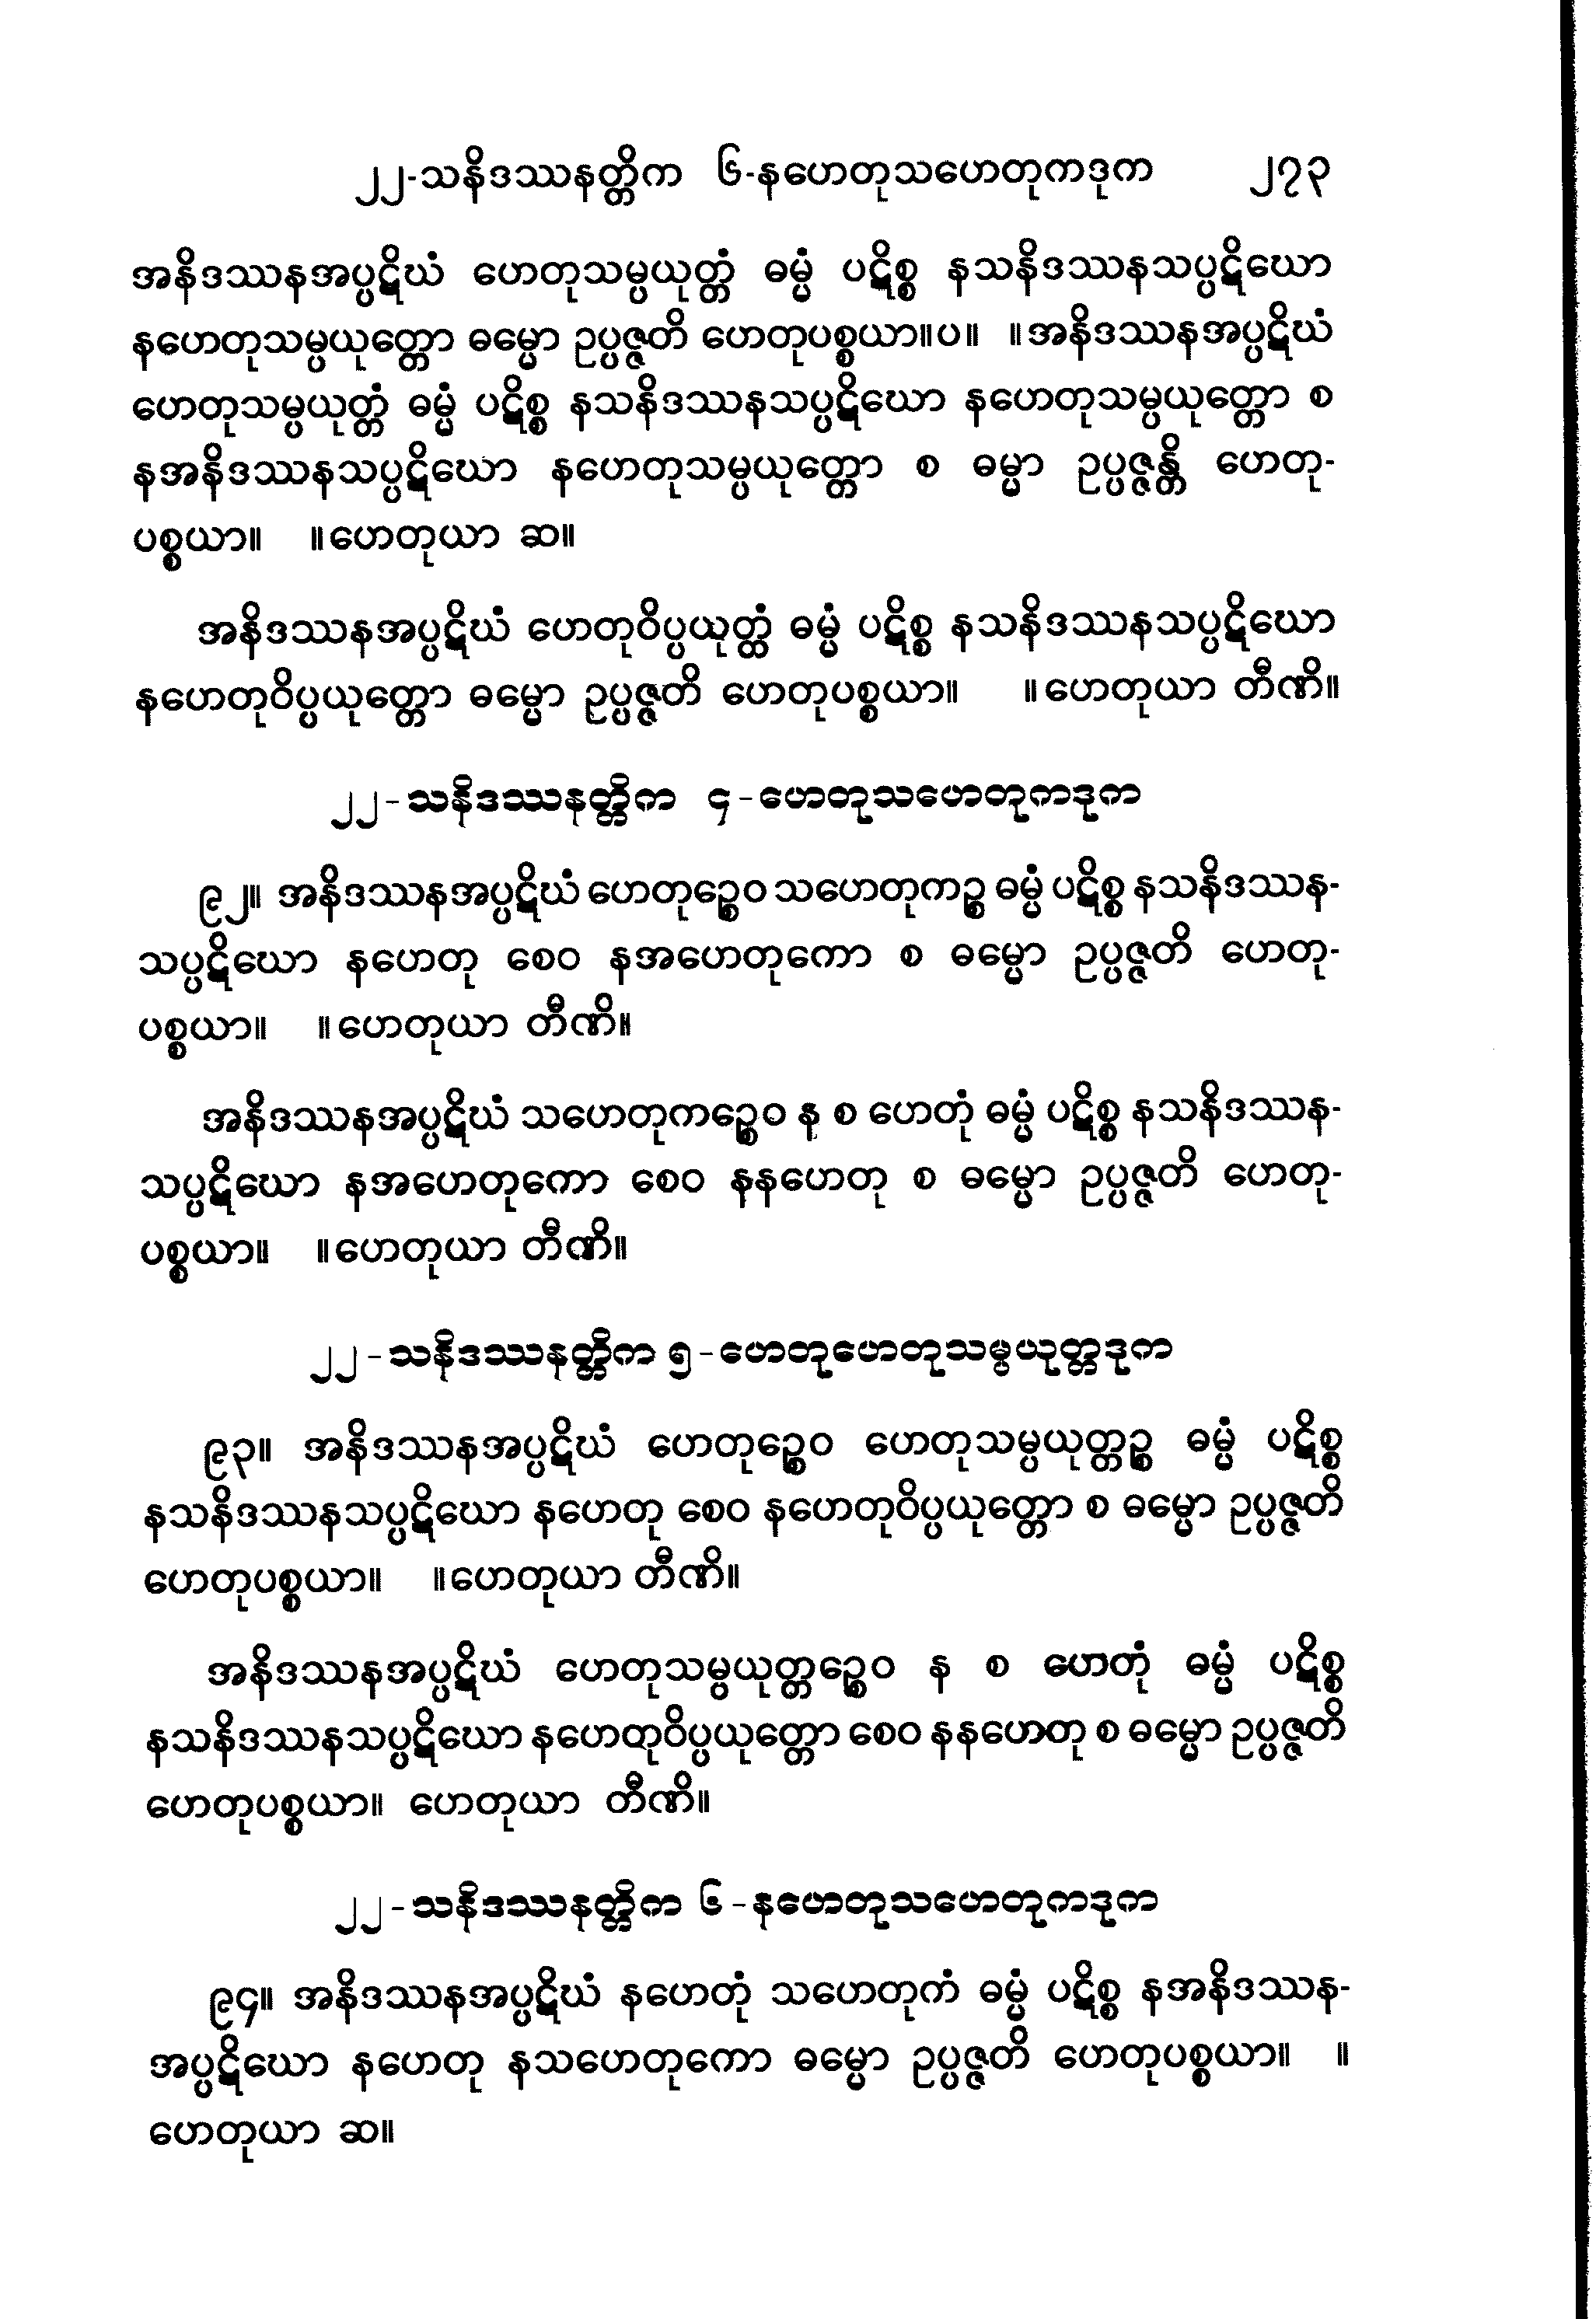 ၂၂-သနိဒဿနတ္တိက ၆-နဟေတုသဟေတုကဒုက ၂၇၃
အနိဒဿနအပ္ပဋိဃံ ဟေတုသမ္ပယုတ္တံ ဓမ္မံ ပဋိစ္စ နသနိဒဿနသပ္ပဋိဃော
နဟေတုသမ္ပယုတ္တော ဓမ္မော ဥပ္ပဇ္ဇတိ ဟေတုပစ္စယာ။ပ။ ။အနိဒဿနအပ္ပဋိဃံ
ဟေတုသမ္ပယုတ္တံ ဓမ္မံ ပဋိစ္စ နသနိဒဿနသပ္ပဋိဃော နဟေတုသမ္ပယုတ္တော စ
နအနိဒဿနသပ္ပဋိဃော နဟေတုသမ္ပယုတ္တော စ ဓမ္မာ ဥပ္ပဇ္ဇန္တိ ဟေတု-
ပစ္စယာ။ ။ဟေတုယာ ဆ။
အနိဒဿနအပ္ပဋိဃံ ဟေတုဝိပ္ပယုတ္တံ ဓမ္မံ ပဋိစ္စ နသနိဒဿနသပ္ပဋိဃော
နဟေတုဝိပ္ပယုတ္တော ဓမ္မော ဥပ္ပဇ္ဇတိ ဟေတုပစ္စယာ။ ။ဟေတုယာ တီဏိ။
၂၂-သနိဒဿနတ္တိက ၄-ဟေတုသဟေတုကဒုက
၉၂။ အနိဒဿနအပ္ပဋိဃံ ဟေတုဉ္စေဝ သဟေတုကဉ္စ ဓမ္မံ ပဋိစ္စ နသနိဒဿန-
သပ္ပဋိဃော နဟေတု စေဝ နအဟေတုကော စ ဓမ္မော ဥပ္ပဇ္ဇတိ ဟေတု-
ပစ္စယာ။ ။ဟေတုယာ တီဏိ။
အနိဒဿနအပ္ပဋိဃံ သဟေတုကဉ္စေဝ န စ ဟေတုံ ဓမ္မံ ပဋိစ္စ နသနိဒဿန-
သပ္ပဋိဃော နအဟေတုကော စေဝ နနဟေတု စ ဓမ္မော ဥပ္ပဇ္ဇတိ ဟေတု-
ပစ္စယာ။ ။ဟေတုယာ တီဏိ။
၂၂-သနိဒဿနတ္တိက ၅-ဟေတုဟေတုသမ္ပယုတ္တဒုက
၉၃။ အနိဒဿနအပ္ပဋိဃံ ဟေတုဉ္စေဝ ဟေတုသမ္ပယုတ္တဉ္စ ဓမ္မံ ပဋိစ္စ
နသနိဒဿနသပ္ပဋိဃော နဟေတု စေဝ နဟေတုဝိပ္ပယုတ္တော စ ဓမ္မော ဥပ္ပဇ္ဇတိ
ဟေတုပစ္စယာ။ ။ဟေတုယာ တီဏိ။
အနိဒဿနအပ္ပဋိဃံ ဟေတုသမ္ပယုတ္တဉ္စေဝ န စ ဟေတုံ ဓမ္မံ ပဋိစ္စ
နသနိဒဿနသပ္ပဋိဃော နဟေတုဝိပ္ပယုတ္တော စေဝ နနဟေတု စ ဓမ္မော ဥပ္ပဇ္ဇတိ
ဟေတုပစ္စယာ။ ဟေတုယာ တီဏိ။
၂၂-သနိဒဿနတ္တိက ၆-နဟေတုသဟေတုကဒုက
၉၄။ အနိဒဿနအပ္ပဋိဃံ နဟေတုံ သဟေတုကံ ဓမ္မံ ပဋိစ္စ နအနိဒဿန-
အပ္ပဋိဃော နဟေတု နသဟေတုကော ဓမ္မော ဥပ္ပဇ္ဇတိ ဟေတုပစ္စယာ။ ။
ဟေတုယာ ဆ။